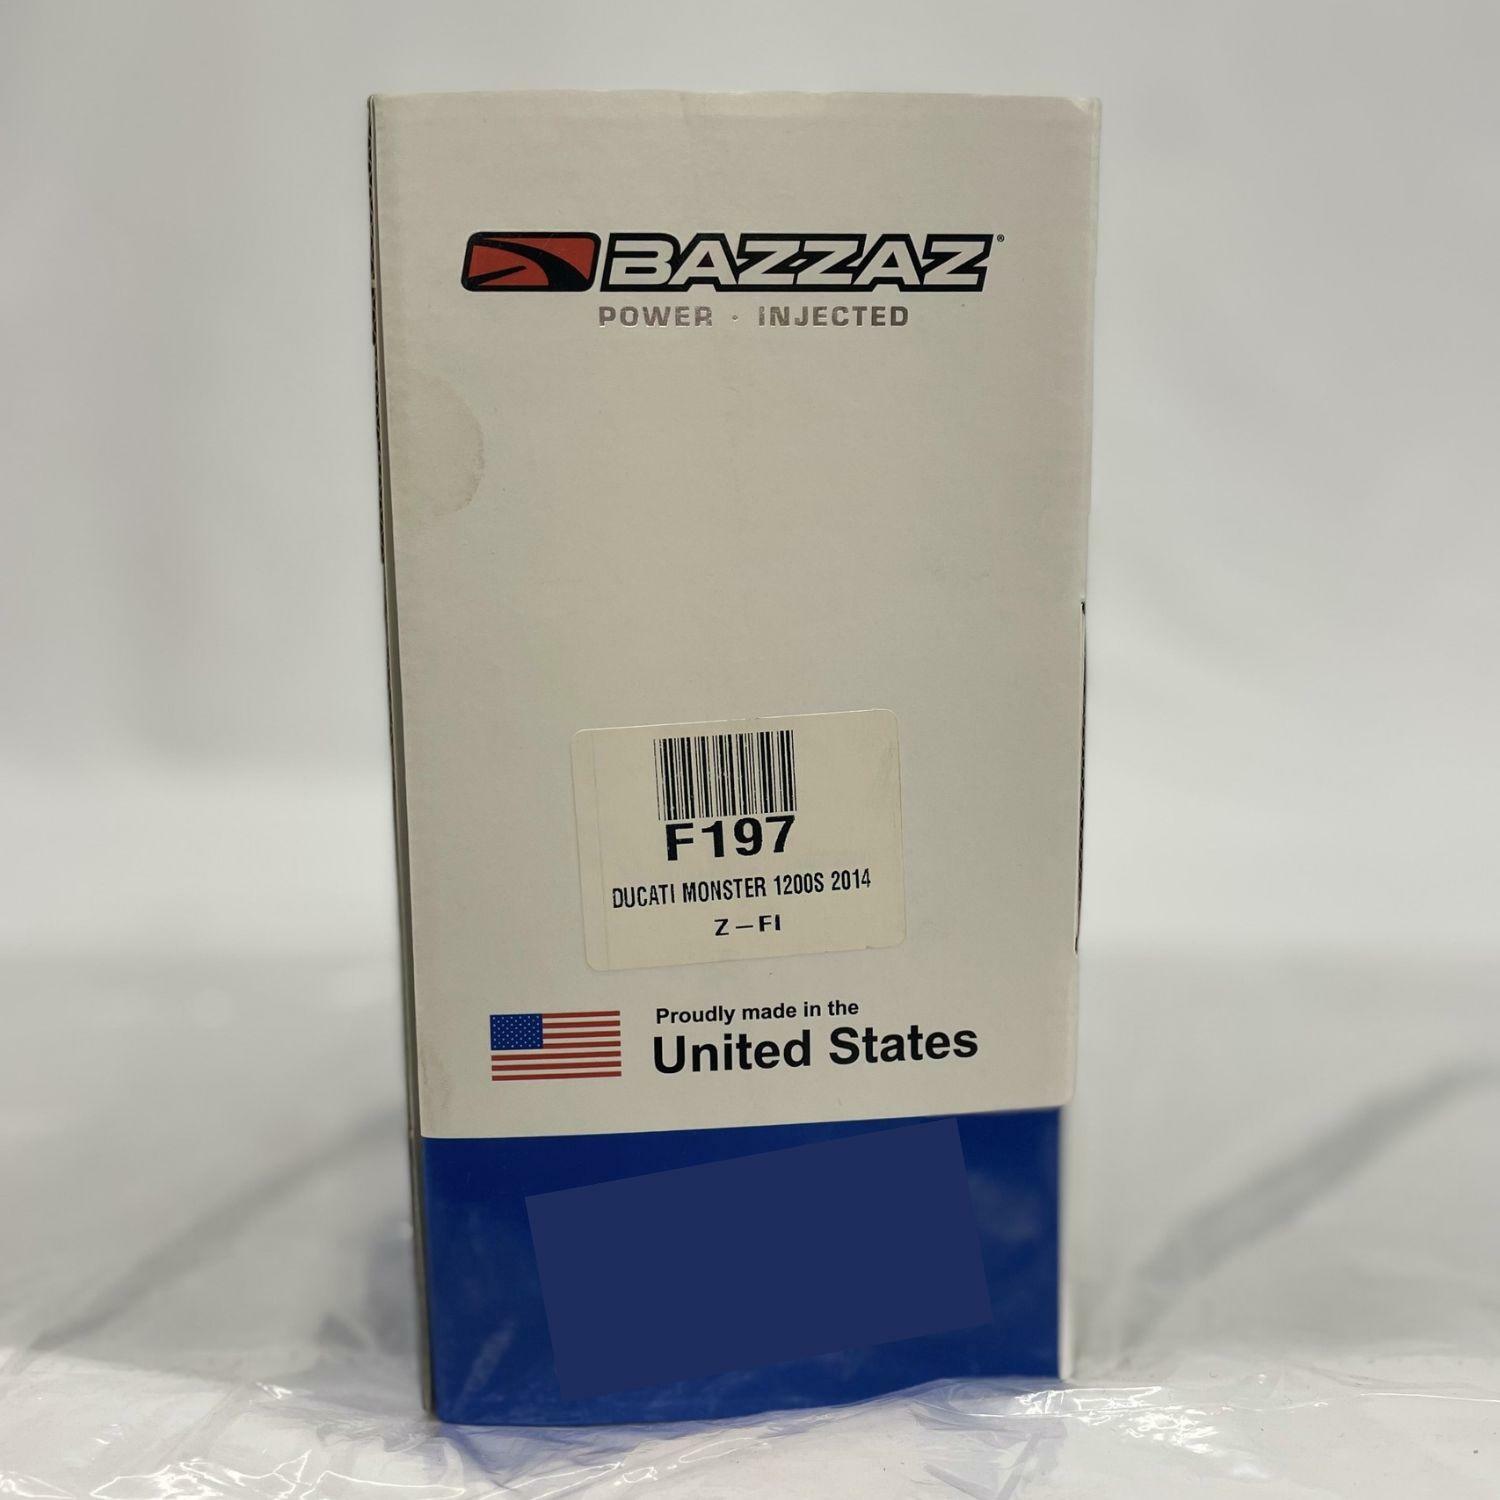 BAZZAZ®
POWER · INJECTED
F197
DUCATI MONSTER 1200S 2014
Z-FI
Proudly made in the
United States